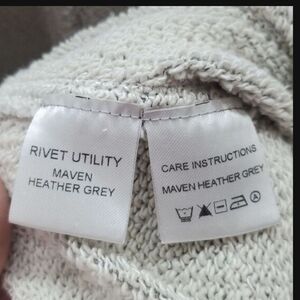 RIVET UTILITY
MAVEN
HEATHER GREY
CARE INSTRUCTIONS
MAVEN HEATHER GREY